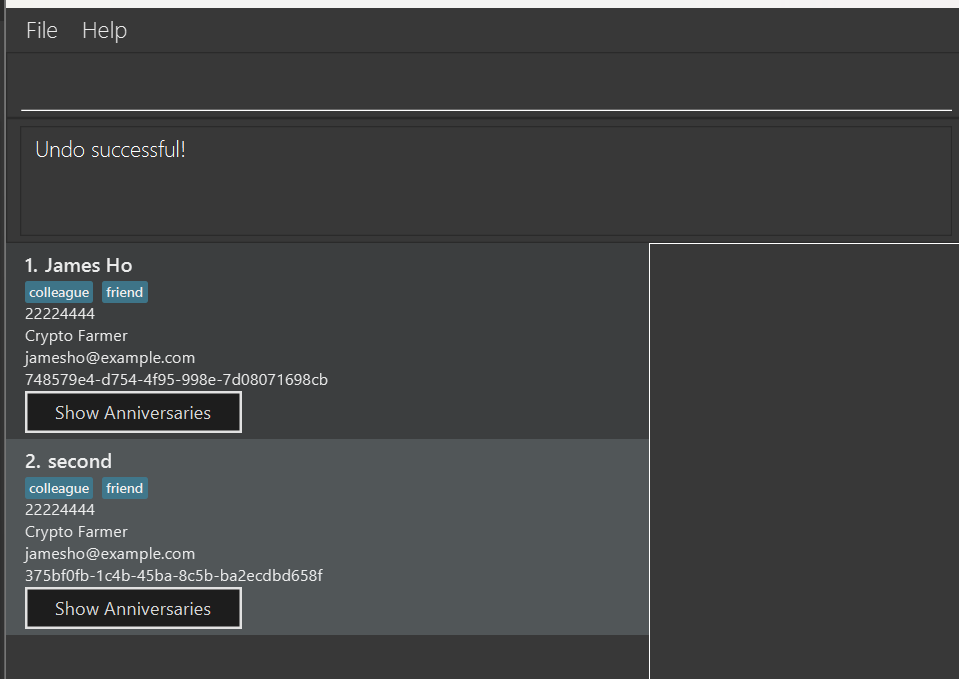 File Help
Undo successful!
1. James Ho
colleague friend
22224444
Crypto Farmer
jamesho@example.com
748579e4-d754-4f95-998e-7d08071698cb
Show Anniversaries
2. second
colleague friend
22224444
Crypto Farmer
jamesho@example.com
375bf0fb-1c4b-45ba-8c5b-ba2ecdbd658f
Show Anniversaries